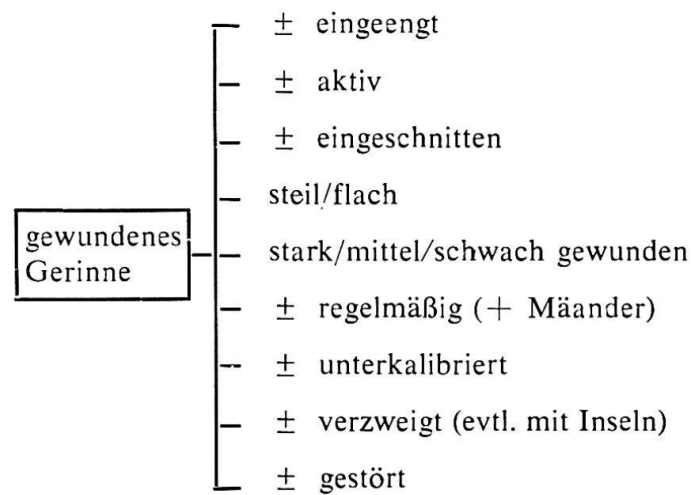 ± eingeengt
± aktiv
± eingeschnitten
steil/flach
gewundenes
Gerinne
stark/mittel/schwach gewunden
± regelmäßig (+ Mäander)
± unterkalibriert
± verzweigt (evtl. mit Inseln)
± gestört